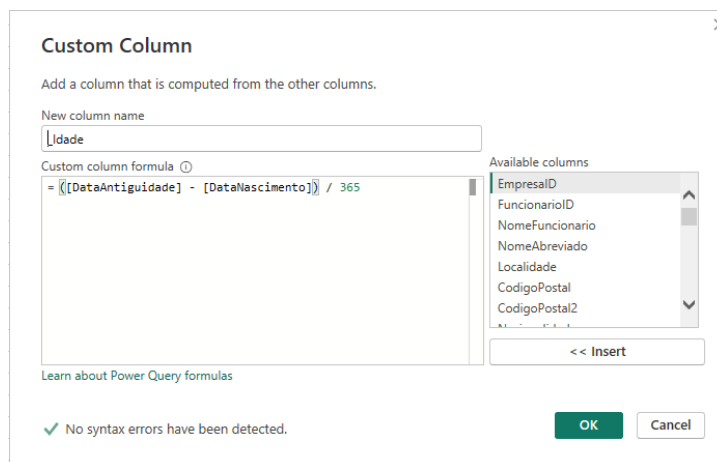 Custom Column
Add a column that is computed from the other columns.
New column name
Idade
Custom column formula
= ([DataAntiguidade] - [DataNascimento]) / 365
Available columns
EmpresaID
FuncionarioID
NomeFuncionario
NomeAbreviado
Localidade
CodigoPostal
CodigoPostal2
<< Insert
Learn about Power Query formulas
No syntax errors have been detected.
OK
Cancel